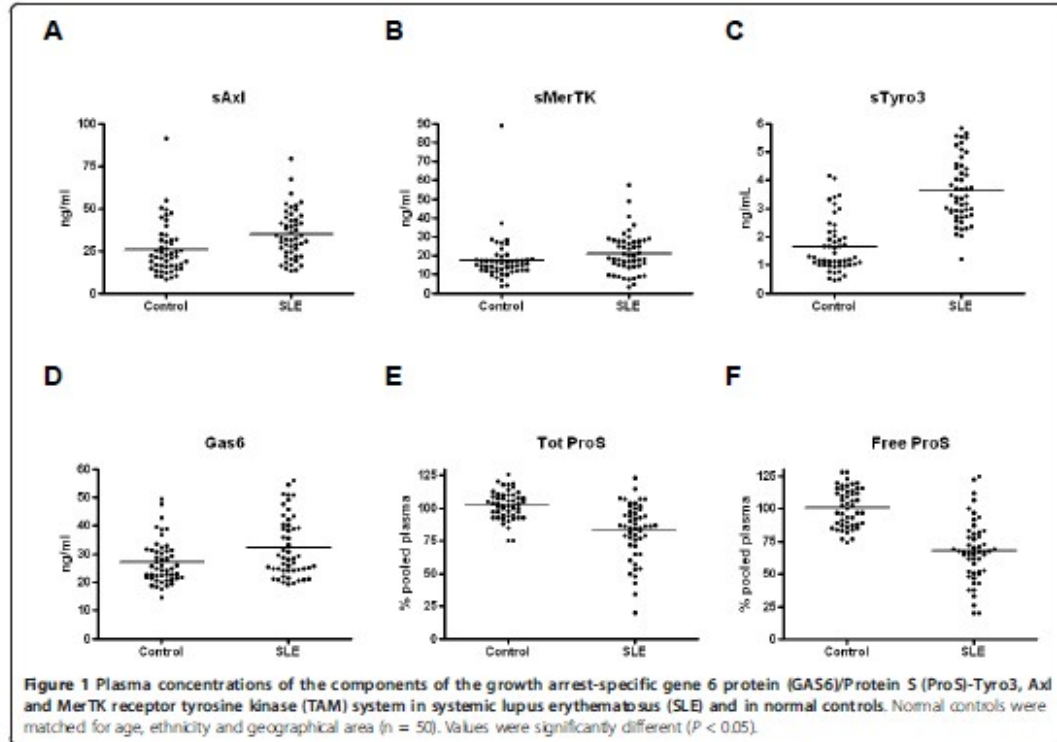 A
B
C
sAxl
sMerTK
sTyro3
100
75
50
25
0
ng/ml
Control
SLE
90
80
70
60
50
40
30
20
10
0
ng/ml
Control
SLE
6
5
4
3
2
1
0
ng/mL
Control
SLE
D
E
F
Gas6
Tot ProS
Free ProS
60
50
40
30
20
10
0
ng/ml
Control
SLE
125
100
75
50
25
0
% pooled plasma
Control
SLE
125
100
75
50
25
0
% pooled plasma
Control
SLE
Figure 1 Plasma concentrations of the components of the growth arrest-specific gene 6 protein (GAS6)/Protein S (ProS)-Tyro3, Axl
and MerTK receptor tyrosine kinase (TAM) system in systemic lupus erythematosus (SLE) and in normal controls. Normal controls were
matched for age, ethnicity and geographical area (n = 50). Values were significantly different (P < 0.05).